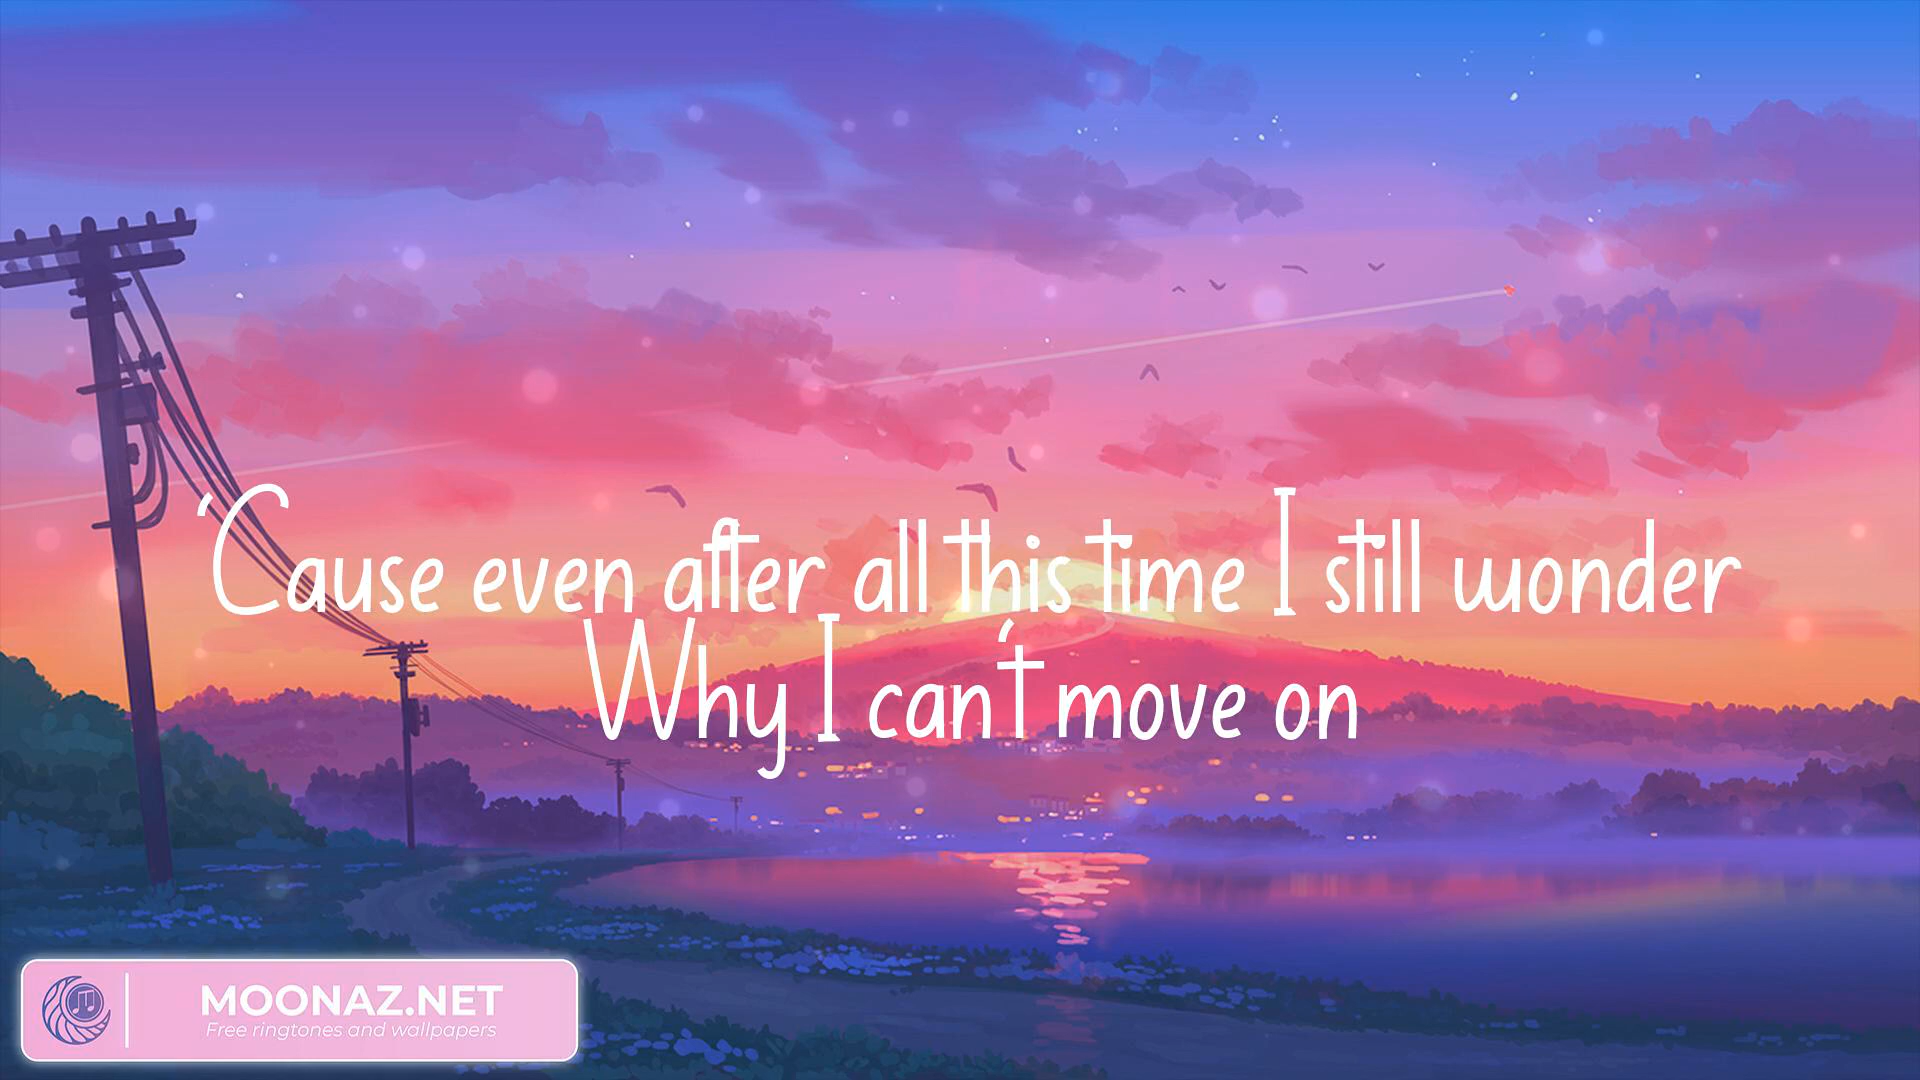 'Cause even after all this time I still wonder
Why I can't move on
MOONAZ.NET
Free ringtones and wallpapers